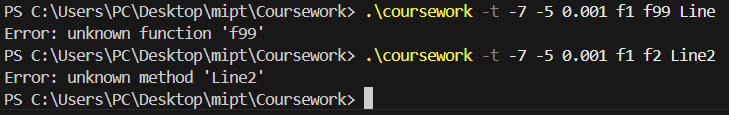 PS C:\Users\PC\Desktop\mipt\Coursework> .\coursework -t -7 -5 0.001 f1 f99 Line
Error: unknown function 'f99'
PS C:\Users\PC\Desktop\mipt\Coursework> .\coursework -t -7 -5 0.001 f1 f2 Line2
Error: unknown method 'Line2'
PS C:\Users\PC\Desktop\mipt\Coursework>